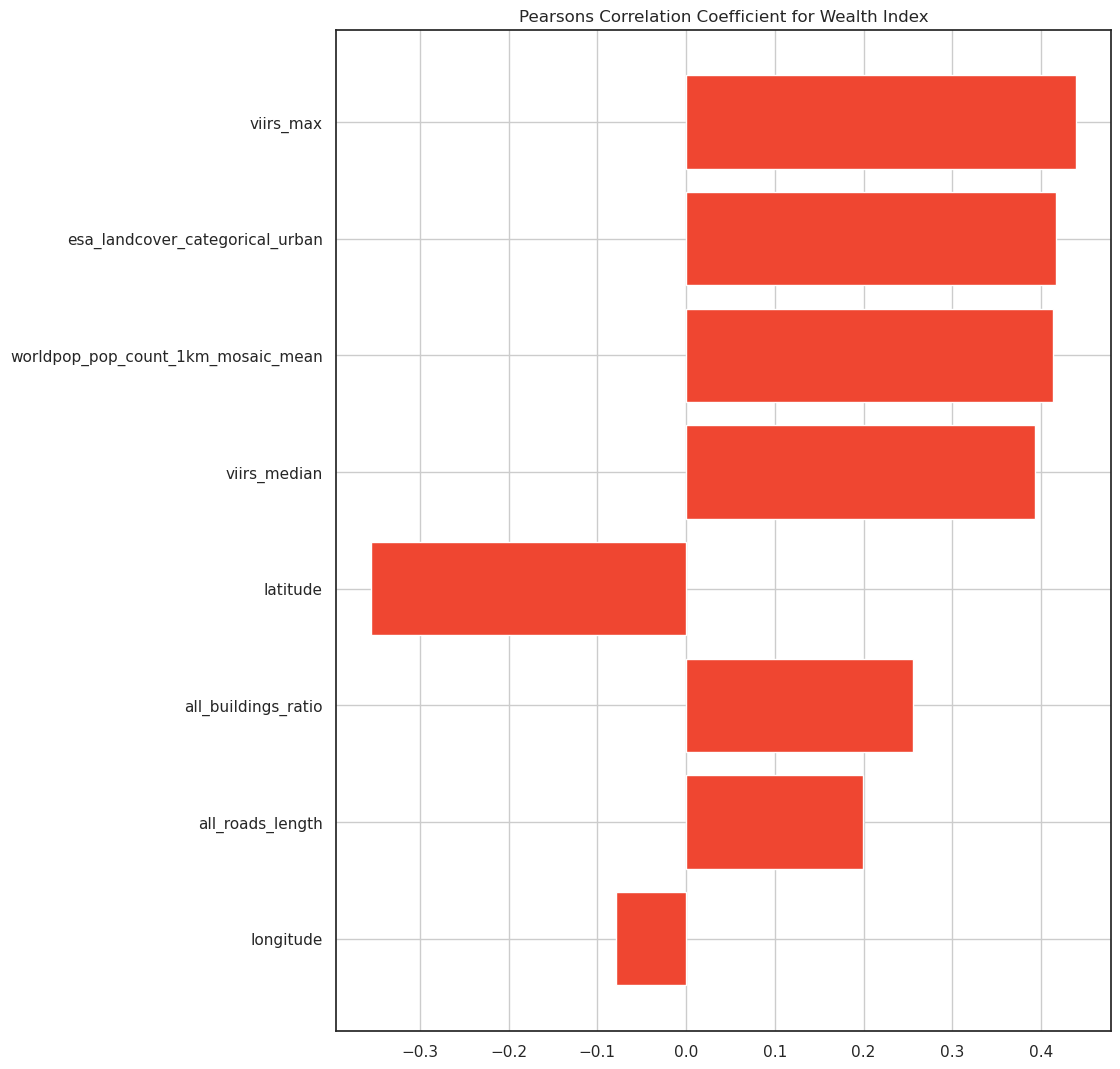 Pearsons Correlation Coefficient for Wealth Index
viirs_max
esa_landcover_categorical_urban
worldpop_pop_count_1km_mosaic_mean
viirs_median
latitude
all_buildings_ratio
all_roads_length
longitude
−0.3 −0.2 −0.1 0.0 0.1 0.2 0.3 0.4